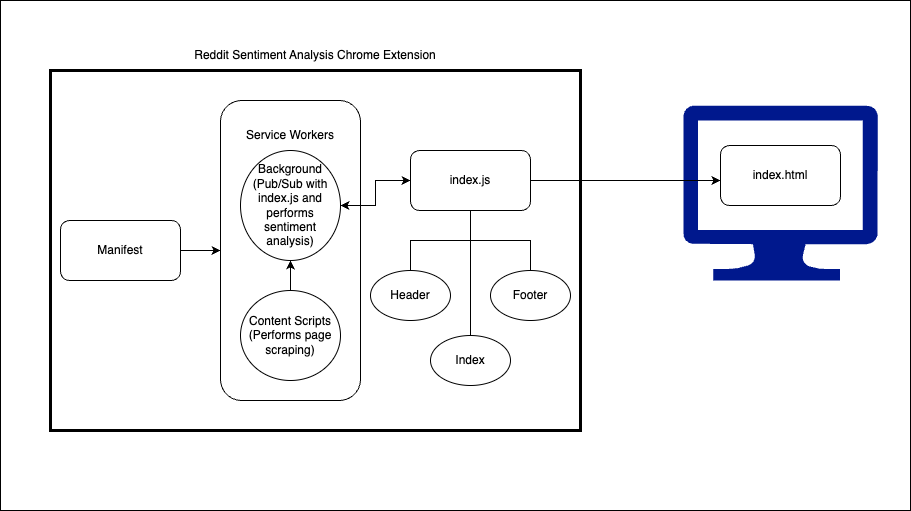 Reddit Sentiment Analysis Chrome Extension
Service Workers
Background
(Pub/Sub with
index.js and
performs
sentiment
analysis)
index.js
index.html
Manifest
Header
Footer
Content Scripts
(Performs page
scraping)
Index